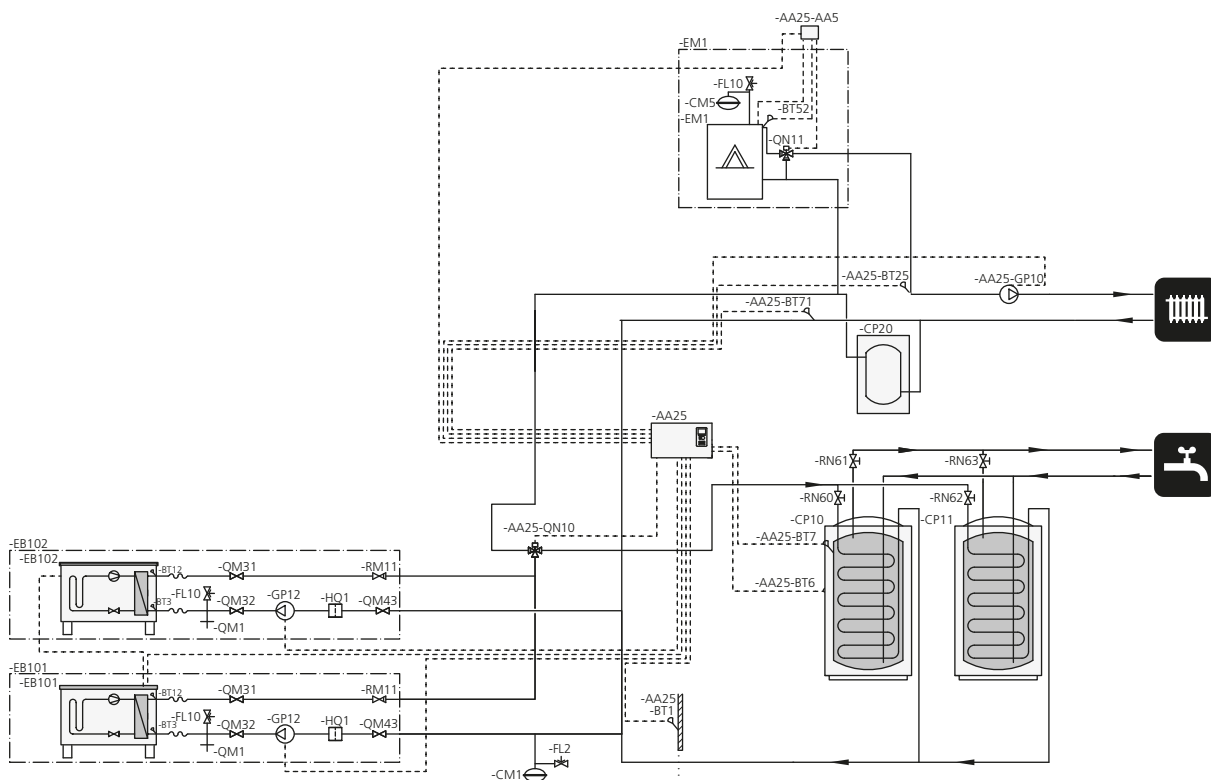 -AA25-AA5
-EM1
-FL10
-CM5
-BT52
-EM1
-QN11
-AA25-BT25
-AA25-GP10
-AA25-BT71
-CP20
-AA25
-RN61
-RN63
-RN60
-RN62
-CP10
-CP11
-AA25-QN10
-AA25-BT7
-AA25-BT6
-EB102
-EB102
-BT12
-QM31
-RM11
-FL10
-BT3
-QM32
-GP12
-HQ1
-QM43
-QM1
-EB101
-EB101
-BT12
-QM31
-RM11
-FL10
-BT3
-QM32
-GP12
-HQ1
-QM43
-QM1
-AA25
-BT1
-FL2
-CM1